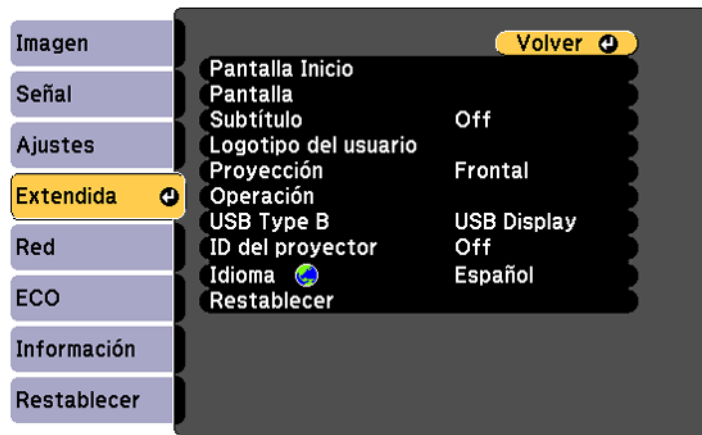 Imagen
Señal
Ajustes
Extendida
Red
ECO
Información
Restablecer
Volver
Pantalla Inicio
Pantalla
Subtítulo Off
Logotipo del usuario
Proyección Frontal
Operación
USB Type B USB Display
ID del proyector Off
Idioma Español
Restablecer